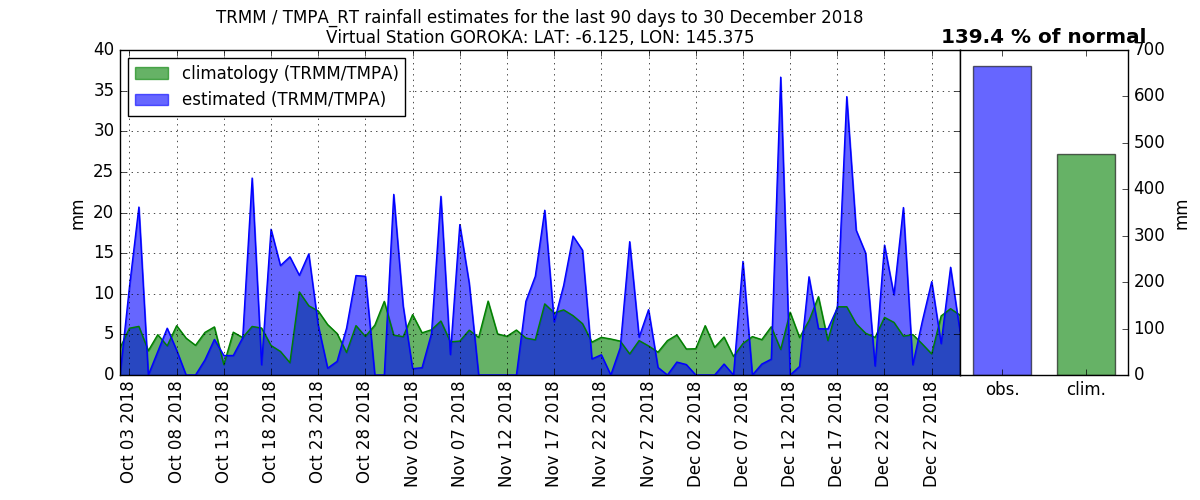 TRMM / TMPA_RT rainfall estimates for the last 90 days to 30 December 2018
Virtual Station GOROKA: LAT: -6.125, LON: 145.375
139.4 % of normal
climatology (TRMM/TMPA)
estimated (TRMM/TMPA)
mm
40
35
30
25
20
15
10
5
0
Oct 03 2018
Oct 08 2018
Oct 13 2018
Oct 18 2018
Oct 23 2018
Oct 28 2018
Nov 02 2018
Nov 07 2018
Nov 12 2018
Nov 17 2018
Nov 22 2018
Nov 27 2018
Dec 02 2018
Dec 07 2018
Dec 12 2018
Dec 17 2018
Dec 22 2018
Dec 27 2018
obs.
clim.
700
600
500
400
300
200
100
0
mm